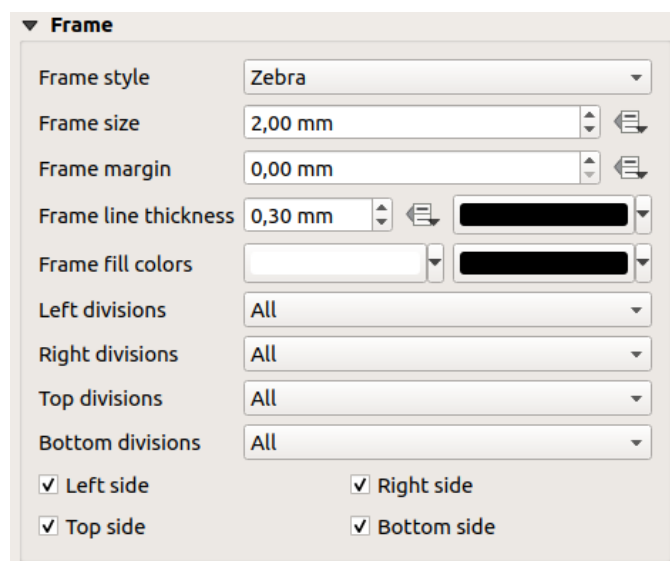 Frame
Frame style Zebra
Frame size 2,00 mm
Frame margin 0,00 mm
Frame line thickness 0,30 mm
Frame fill colors
Left divisions All
Right divisions All
Top divisions All
Bottom divisions All
Left side Right side
Top side Bottom side